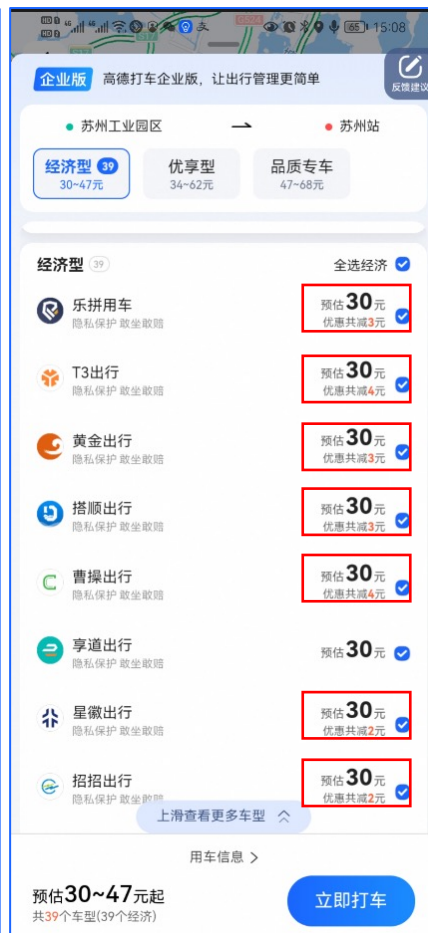 65 15:08
企业版 高德打车企业版，让出行管理更简单
反馈建议
苏州工业园区 → 苏州站
经济型 39 优享型 品质专车
30~47元 34~62元 47~68元
经济型 39 全选经济
乐拼用车 预估30元
隐私保护 敢坐敢赔 优惠共减3元
T3出行 预估30元
隐私保护 敢坐敢赔 优惠共减4元
黄金出行 预估30元
隐私保护 敢坐敢赔 优惠共减3元
搭顺出行 预估30元
隐私保护 敢坐敢赔 优惠共减3元
曹操出行 预估30元
隐私保护 敢坐敢赔 优惠共减4元
享道出行 预估30元
隐私保护 敢坐敢赔
星徽出行 预估30元
隐私保护 敢坐敢赔 优惠共减2元
招招出行 预估30元
隐私保护 敢坐敢赔 优惠共减2元
上滑查看更多车型
用车信息 >
预估30~47元起
共39个车型(39个经济)
立即打车